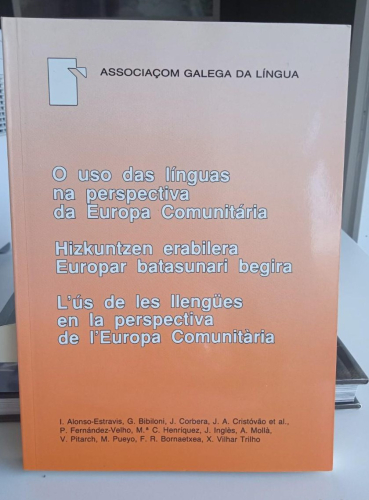 ASSOCIAÇOM GALEGA DA LÍNGUA
O uso das línguas
na perspectiva
da Europa Comunitária
Hizkuntzen erabilera
Europar batasunari begira
L'ús de les llengües
en la perspectiva
de l'Europa Comunitària
I. Alonso-Estravis, G. Bibiloni, J. Corbera, J. A. Cristóvão et al.,
P. Fernández-Velho, M.ª C. Henríquez, J. Inglès, A. Mollà,
V. Pitarch, M. Pueyo, F. R. Bornaetxea, X. Vilhar Trilho